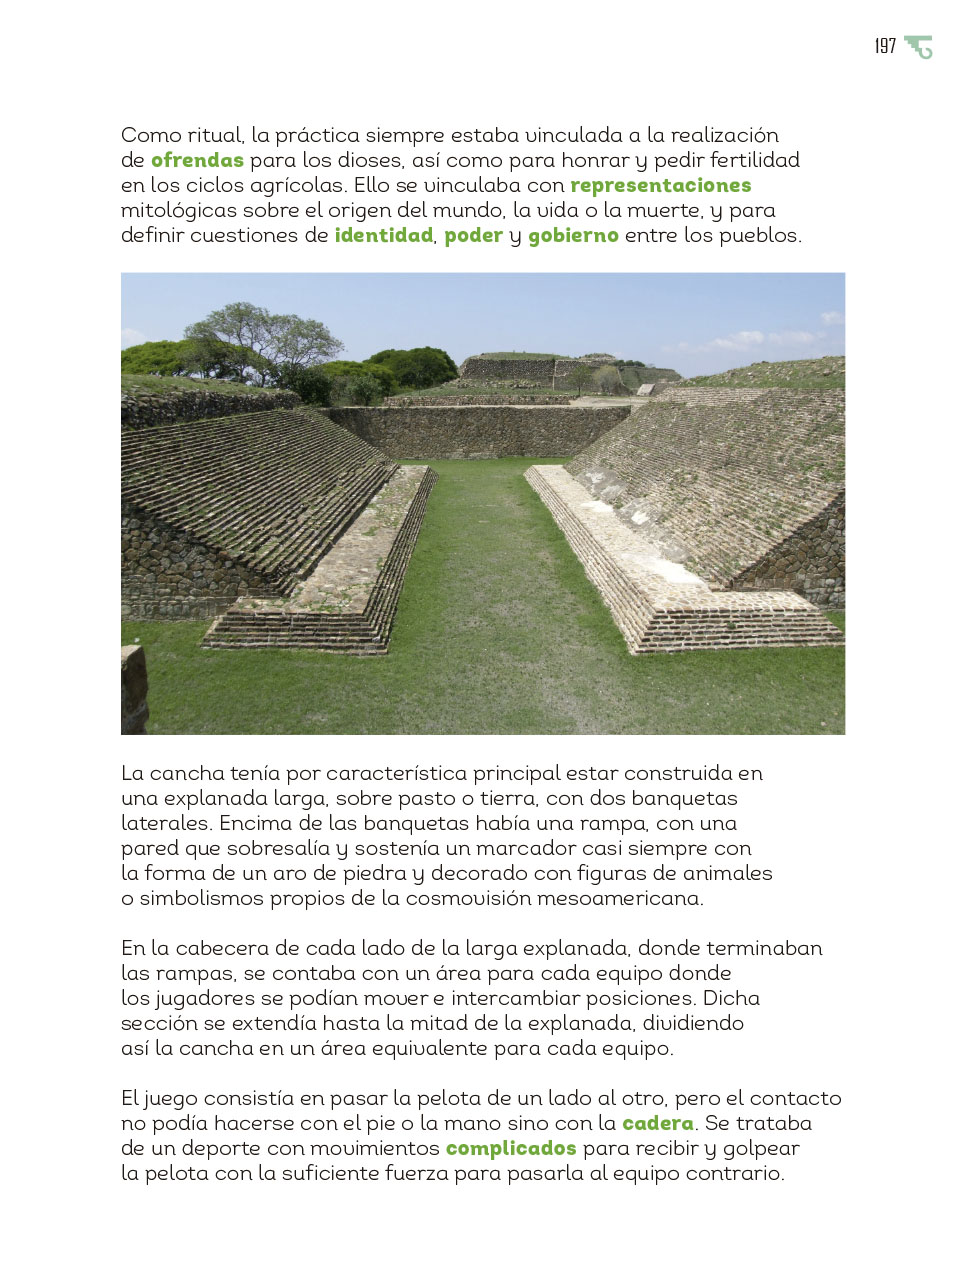 197
Como ritual, la práctica siempre estaba vinculada a la realización
de ofrendas para los dioses, así como para honrar y pedir fertilidad
en los ciclos agrícolas. Ello se vinculaba con representaciones
mitológicas sobre el origen del mundo, la vida o la muerte, y para
definir cuestiones de identidad, poder y gobierno entre los pueblos.
La cancha tenía por característica principal estar construida en
una explanada larga, sobre pasto o tierra, con dos banquetas
laterales. Encima de las banquetas había una rampa, con una
pared que sobresalía y sostenía un marcador casi siempre con
la forma de un aro de piedra y decorado con figuras de animales
o simbolismos propios de la cosmovisión mesoamericana.
En la cabecera de cada lado de la larga explanada, donde terminaban
las rampas, se contaba con un área para cada equipo donde
los jugadores se podían mover e intercambiar posiciones. Dicha
sección se extendía hasta la mitad de la explanada, dividiendo
así la cancha en un área equivalente para cada equipo.
El juego consistía en pasar la pelota de un lado al otro, pero el contacto
no podía hacerse con el pie o la mano sino con la cadera. Se trataba
de un deporte con movimientos complicados para recibir y golpear
la pelota con la suficiente fuerza para pasarla al equipo contrario.